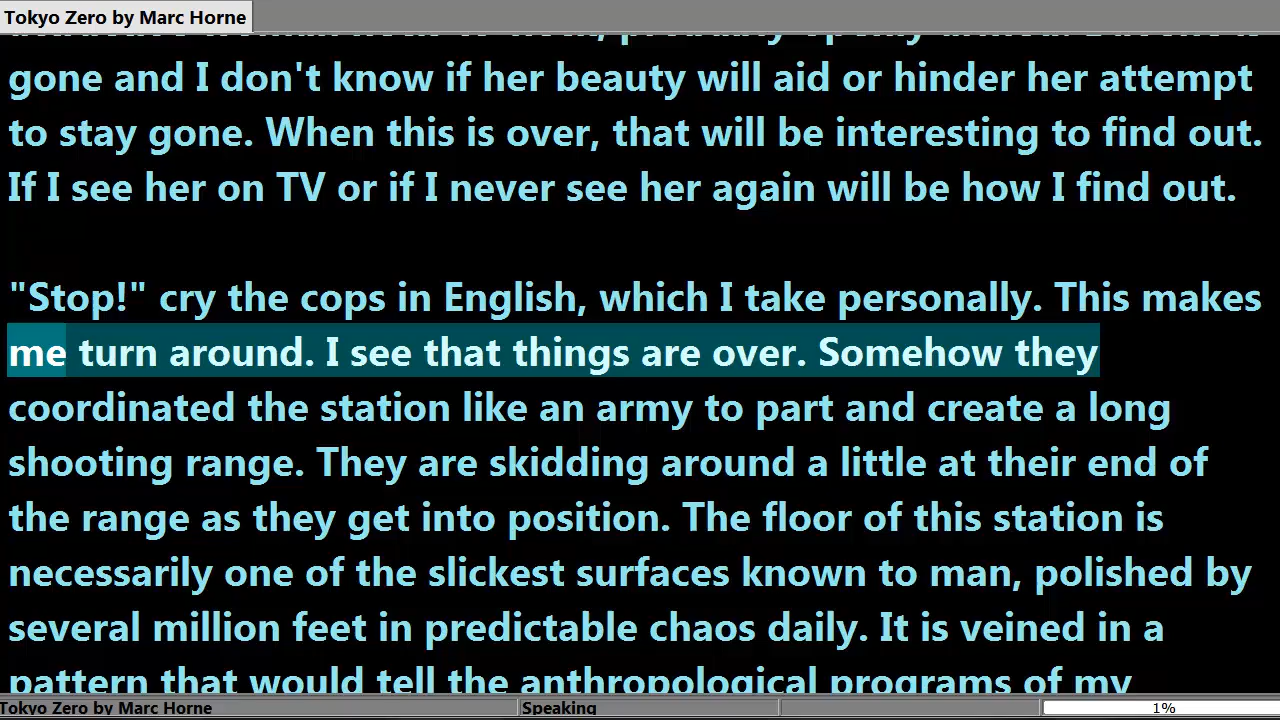 Tokyo Zero by Marc Horne
gone and I don't know if her beauty will aid or hinder her attempt
to stay gone. When this is over, that will be interesting to find out.
If I see her on TV or if I never see her again will be how I find out.
"Stop!" cry the cops in English, which I take personally. This makes
me turn around. I see that things are over. Somehow they
coordinated the station like an army to part and create a long
shooting range. They are skidding around a little at their end of
the range as they get into position. The floor of this station is
necessarily one of the slickest surfaces known to man, polished by
several million feet in predictable chaos daily. It is veined in a
pattern that would tell the anthropological programs of my
Tokyo Zero by Marc Horne
Speaking
1%